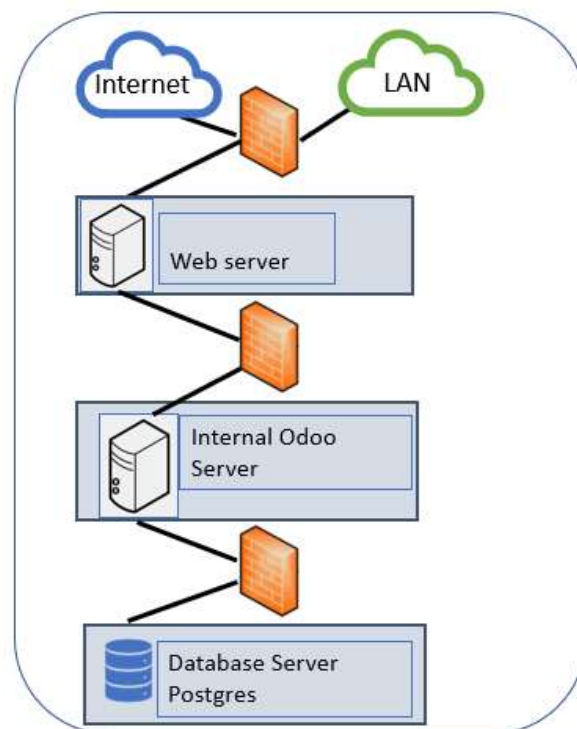 Internet
LAN
Web server
Internal Odoo
Server
Database Server
Postgres